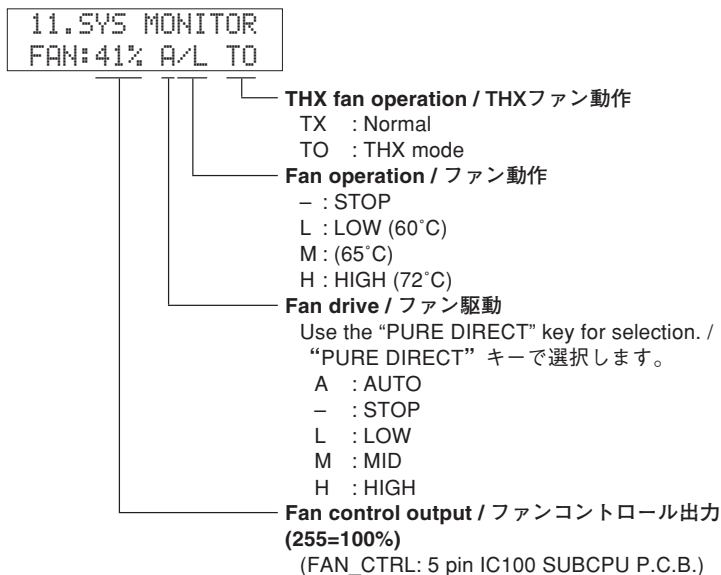 11.SYS MONITOR
FAN:41% A/L TO
THX fan operation / THXファン動作
TX : Normal
TO : THX mode
Fan operation / ファン動作
– : STOP
L : LOW (60˚C)
M : (65˚C)
H : HIGH (72˚C)
Fan drive / ファン駆動
Use the “PURE DIRECT” key for selection. /
“PURE DIRECT”キーで選択します。
A : AUTO
– : STOP
L : LOW
M : MID
H : HIGH
Fan control output / ファンコントロール出力
(255=100%)
(FAN_CTRL: 5 pin IC100 SUBCPU P.C.B.)